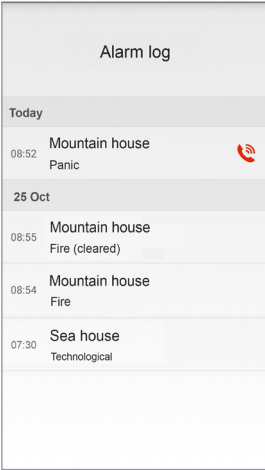 Alarm log
Today
08:52
Mountain house
Panic
25 Oct
08:55
Mountain house
Fire (cleared)
08:54
Mountain house
Fire
07:30
Sea house
Technological